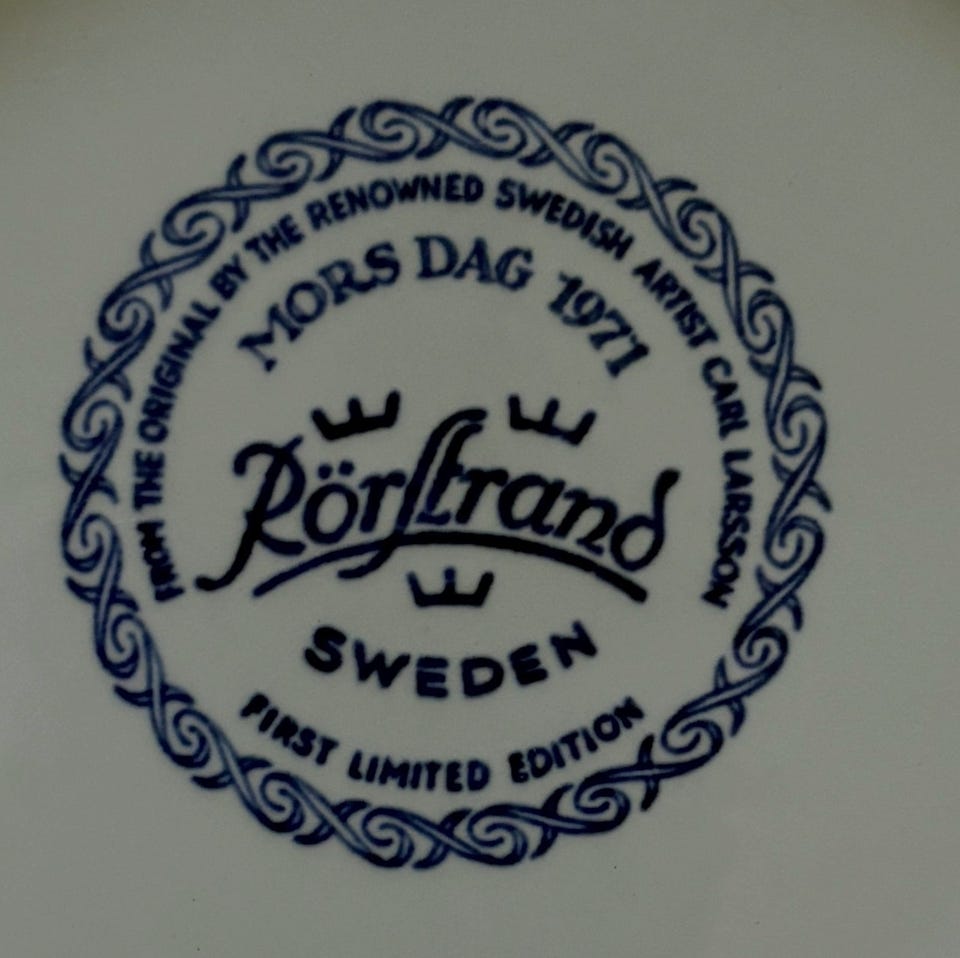 FROM THE ORIGINAL BY THE RENOWNED SWEDISH ARTIST CARL LARSSON
MORS DAG 1971
Rörstrand
SWEDEN
FIRST LIMITED EDITION